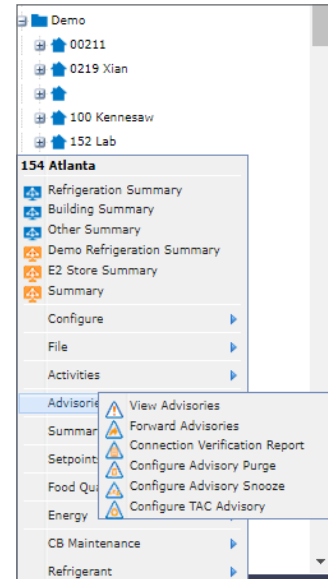 Demo
00211
0219 Xian
100 Kennesaw
152 Lab
154 Atlanta
Refrigeration Summary
Building Summary
Other Summary
Demo Refrigeration Summary
E2 Store Summary
Summary
Configure
File
Activities
Advisorie
View Advisories
Forward Advisories
Connection Verification Report
Configure Advisory Purge
Configure Advisory Snooze
Configure TAC Advisory
Summar
Setpoint
Food Qua
Energy
CB Maintenance
Refrigerant